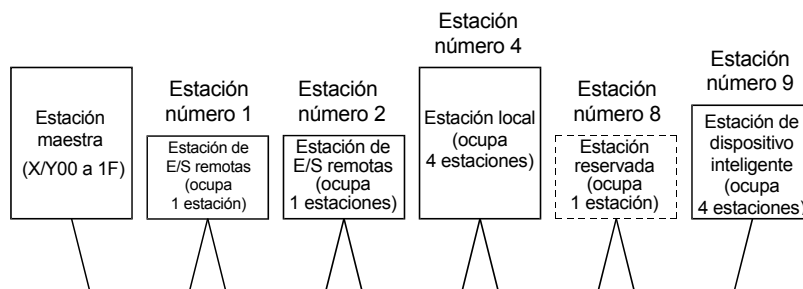 Estación
maestra
(X/Y00 a 1F)
Estación
número 1
Estación de
E/S remotas
(ocupa
1 estación)
Estación
número 2
Estación de
E/S remotas
(ocupa
1 estaciones)
Estación
número 4
Estación local
(ocupa
4 estaciones)
Estación
número 8
Estación
reservada
(ocupa
1 estación)
Estación
número 9
Estación de
dispositivo
inteligente
(ocupa
4 estaciones)